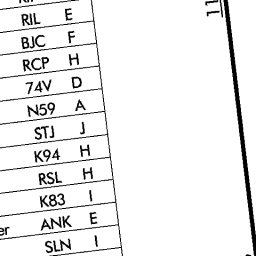 RIL E
BJC F
RCP H
74V D
N59 A
STJ J
K94 H
RSL H
K83 I
er ANK E
SLN I
11